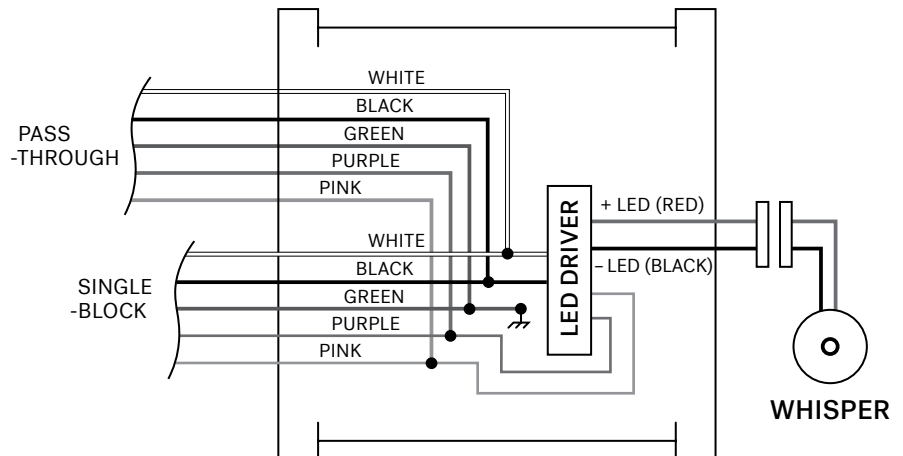 WHITE
BLACK
GREEN
PURPLE
PINK
PASS
-THROUGH
WHITE
BLACK
GREEN
PURPLE
PINK
SINGLE
-BLOCK
LED DRIVER
+ LED (RED)
– LED (BLACK)
WHISPER